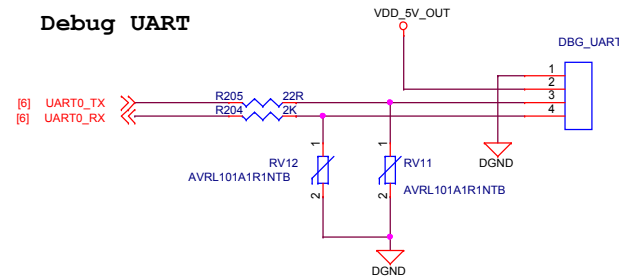 Debug UART
VDD_5V_OUT
DBG_UART
1
2
3
4
[6] UART0_TX
R205
22R
[6] UART0_RX
R204
2K
DGND
1
RV12
AVRL101A1R1NTB
2
1
RV11
AVRL101A1R1NTB
2
DGND